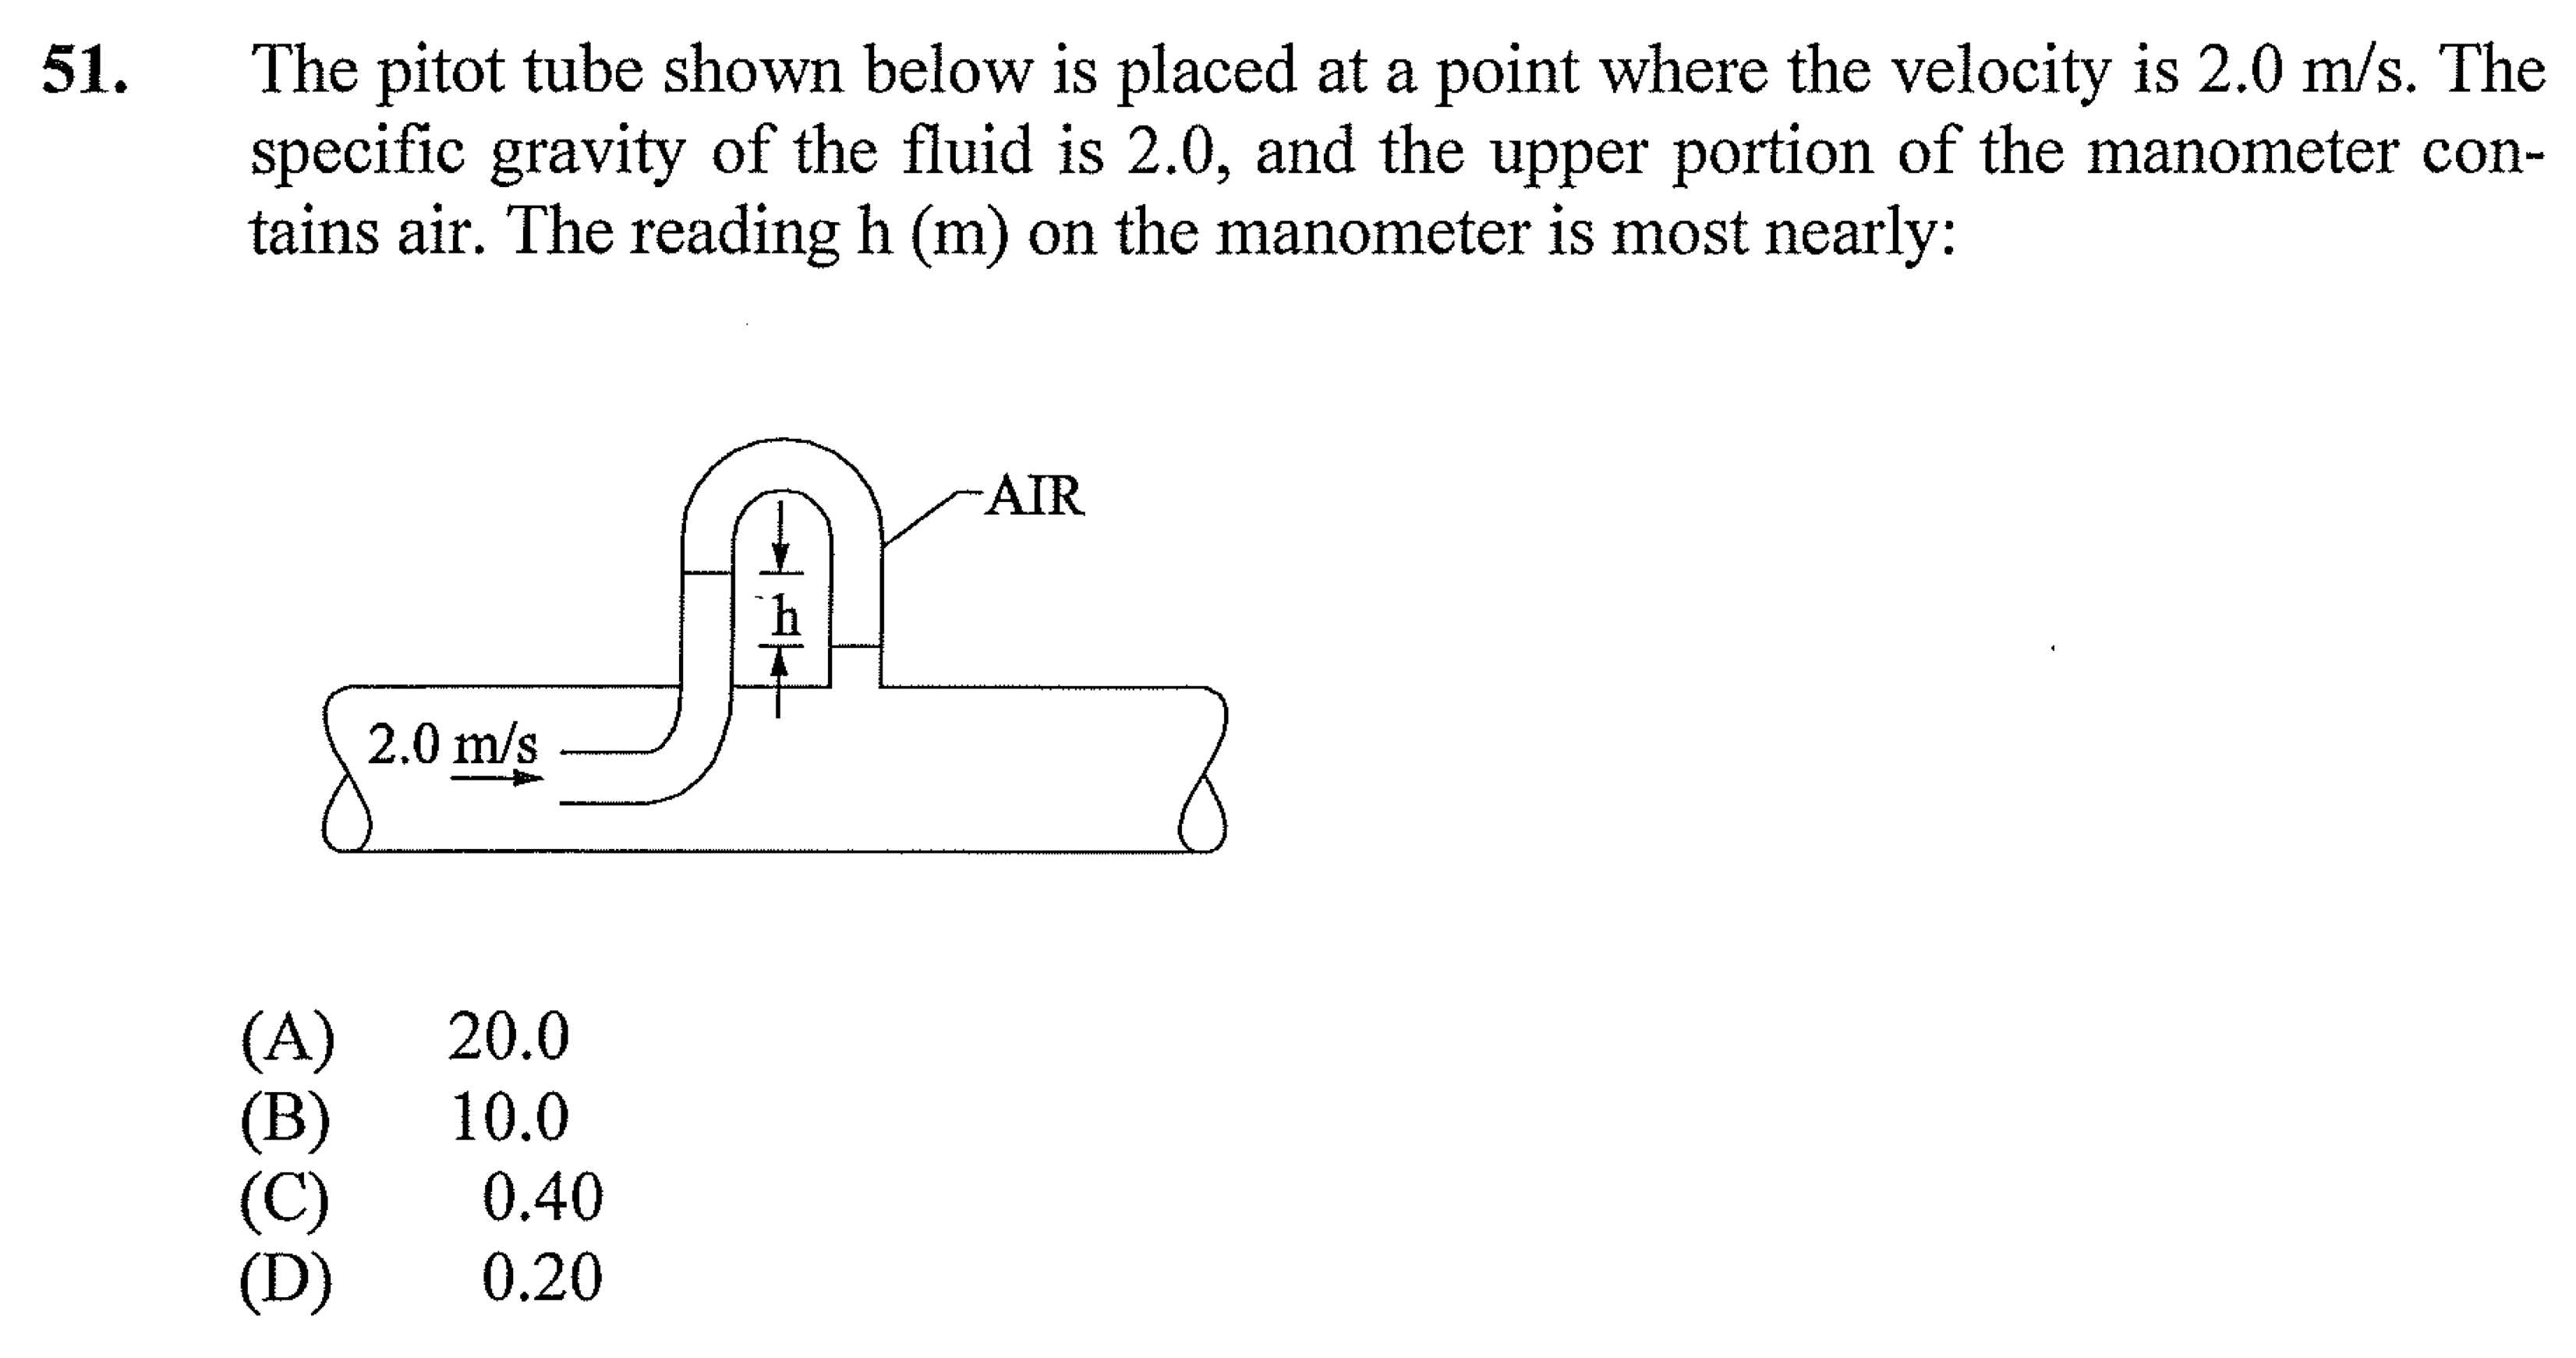 51. The pitot tube shown below is placed at a point where the velocity is 2.0 m/s. The
specific gravity of the fluid is 2.0, and the upper portion of the manometer con-
tains air. The reading h (m) on the manometer is most nearly:
AIR
h
2.0 m/s
(A) 20.0
(B) 10.0
(C) 0.40
(D) 0.20